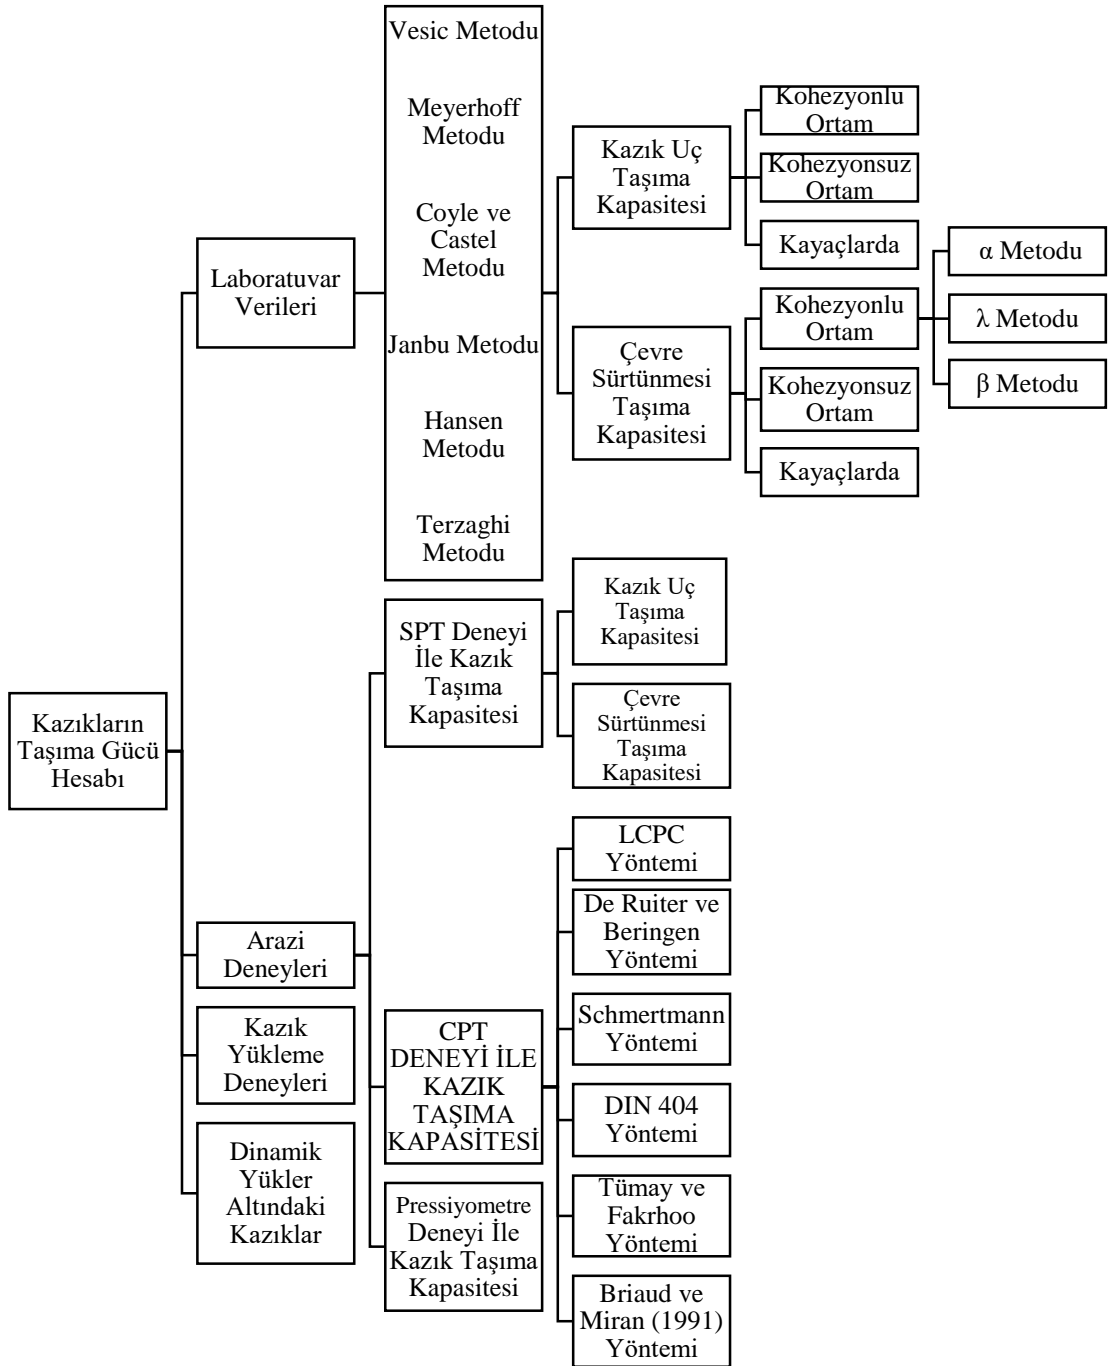 Kazıkların
Taşıma Gücü
Hesabı
Laboratuvar
Verileri
Vesic Metodu
Meyerhoff
Metodu
Coyle ve
Castel
Metodu
Janbu Metodu
Hansen
Metodu
Terzaghi
Metodu
Kazık Uç
Taşıma
Kapasitesi
Kohezyonlu
Ortam
Kohezyonsuz
Ortam
Kayaçlarda
Çevre
Sürtünmesi
Taşıma
Kapasitesi
Kohezyonlu
Ortam
α Metodu
λ Metodu
β Metodu
Kohezyonsuz
Ortam
Kayaçlarda
Arazi
Deneyleri
SPT Deneyi
İle Kazık
Taşıma
Kapasitesi
Kazık Uç
Taşıma
Kapasitesi
Çevre
Sürtünmesi
Taşıma
Kapasitesi
CPT
DENEYİ İLE
KAZIK
TAŞIMA
KAPASİTESİ
LCPC
Yöntemi
De Ruiter ve
Beringen
Yöntemi
Schmertmann
Yöntemi
DIN 404
Yöntemi
Tümay ve
Fakrhoo
Yöntemi
Briaud ve
Miran (1991)
Yöntemi
Pressiyometre
Deneyi İle
Kazık Taşıma
Kapasitesi
Kazık
Yükleme
Deneyleri
Dinamik
Yükler
Altındaki
Kazıklar